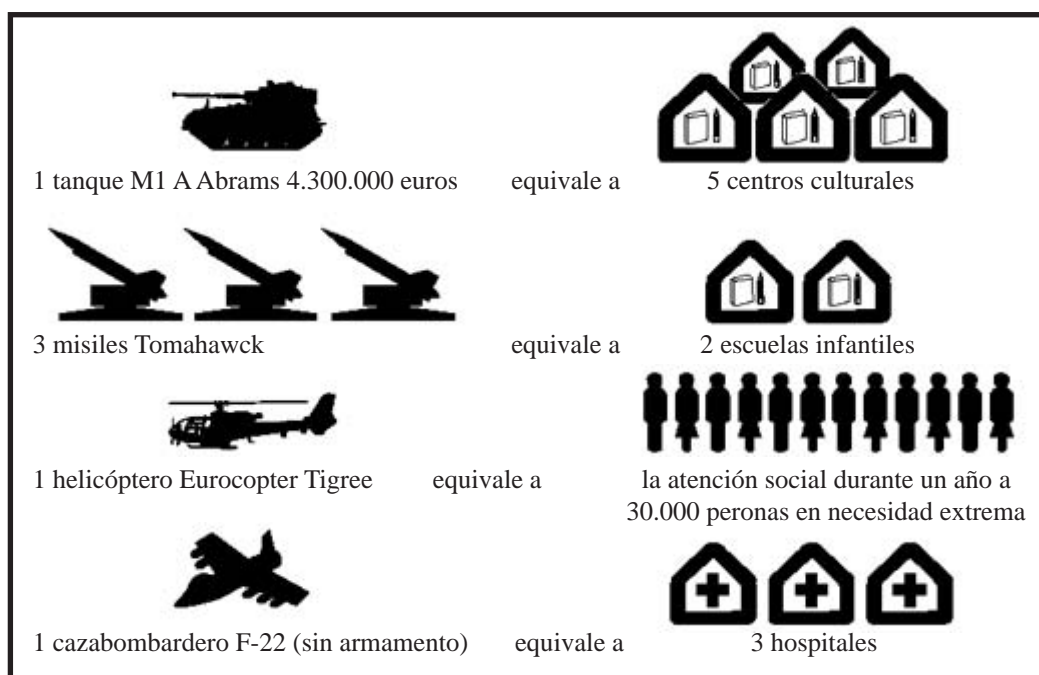 1 tanque M1 A Abrams 4.300.000 euros equivale a 5 centros culturales
3 misiles Tomahawck equivale a 2 escuelas infantiles
1 helicóptero Eurocopter Tigree equivale a la atención social durante un año a
30.000 peronas en necesidad extrema
1 cazabombardero F-22 (sin armamento) equivale a 3 hospitales